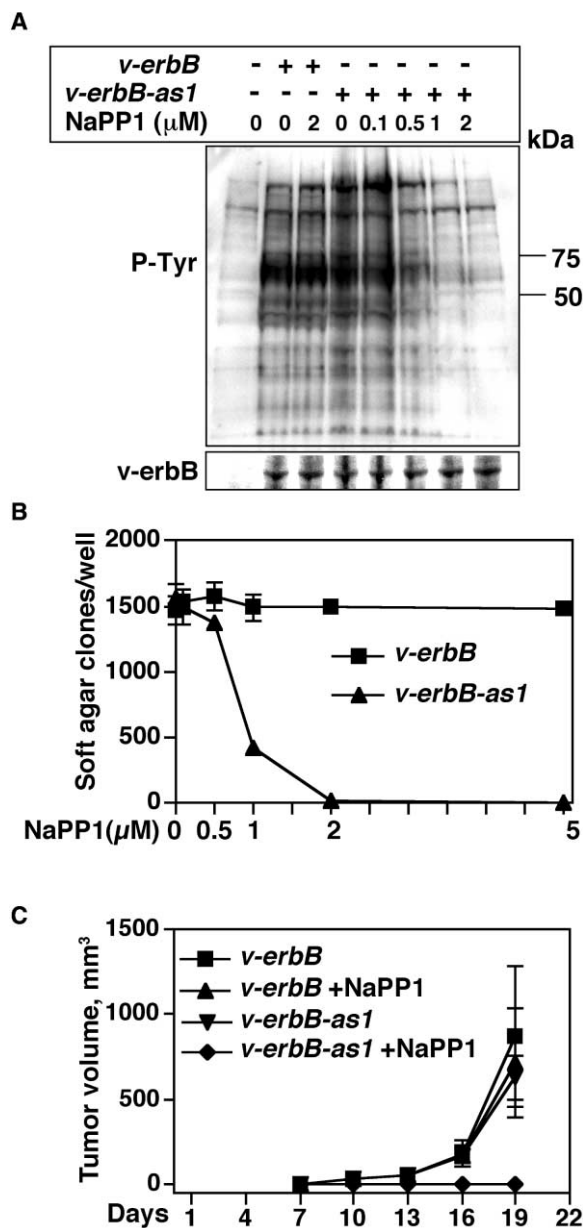 A
v-erbB - + + - - - - -
v-erbB-as1 - - - + + + + +
NaPP1 (μM) 0 0 2 0 0.1 0.5 1 2
kDa
P-Tyr
75
50
v-erbB
B
Soft agar clones/well
2000
1500
1000
500
0
v-erbB
v-erbB-as1
NaPP1(μM) 0 0.5 1 2 5
C
Tumor volume, mm³
1500
1000
500
0
v-erbB
v-erbB +NaPP1
v-erbB-as1
v-erbB-as1 +NaPP1
Days 1 4 7 10 13 16 19 22